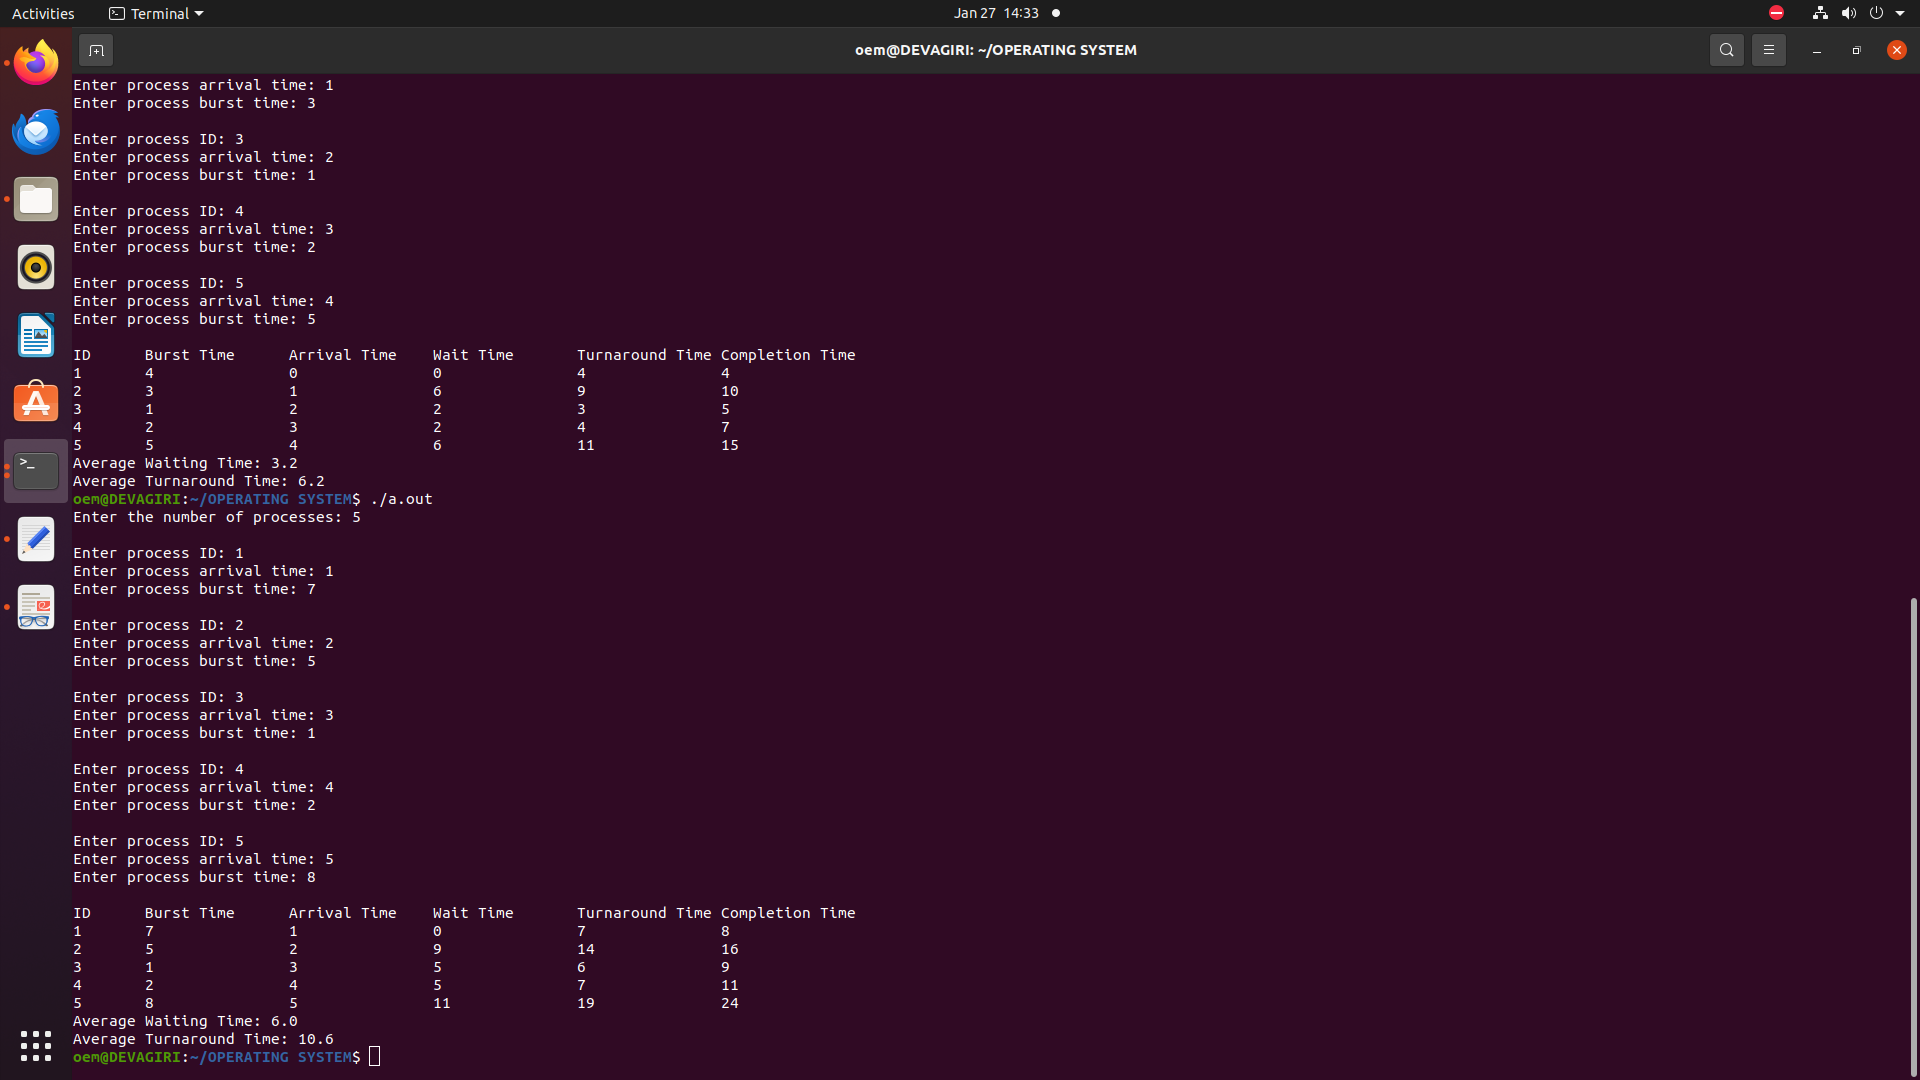 Activities
Terminal
Jan 27 14:33
oem@DEVAGIRI: ~/OPERATING SYSTEM
Enter process arrival time: 1
Enter process burst time: 3
Enter process ID: 3
Enter process arrival time: 2
Enter process burst time: 1
Enter process ID: 4
Enter process arrival time: 3
Enter process burst time: 2
Enter process ID: 5
Enter process arrival time: 4
Enter process burst time: 5
ID Burst Time Arrival Time Wait Time Turnaround Time Completion Time
1 4 0 0 4 4
2 3 1 6 9 10
3 1 2 2 3 5
4 2 3 2 4 7
5 5 4 6 11 15
Average Waiting Time: 3.2
Average Turnaround Time: 6.2
oem@DEVAGIRI:~/OPERATING SYSTEM$ ./a.out
Enter the number of processes: 5
Enter process ID: 1
Enter process arrival time: 1
Enter process burst time: 7
Enter process ID: 2
Enter process arrival time: 2
Enter process burst time: 5
Enter process ID: 3
Enter process arrival time: 3
Enter process burst time: 1
Enter process ID: 4
Enter process arrival time: 4
Enter process burst time: 2
Enter process ID: 5
Enter process arrival time: 5
Enter process burst time: 8
ID Burst Time Arrival Time Wait Time Turnaround Time Completion Time
1 7 1 0 7 8
2 5 2 9 14 16
3 1 3 5 6 9
4 2 4 5 7 11
5 8 5 11 19 24
Average Waiting Time: 6.0
Average Turnaround Time: 10.6
oem@DEVAGIRI:~/OPERATING SYSTEM$